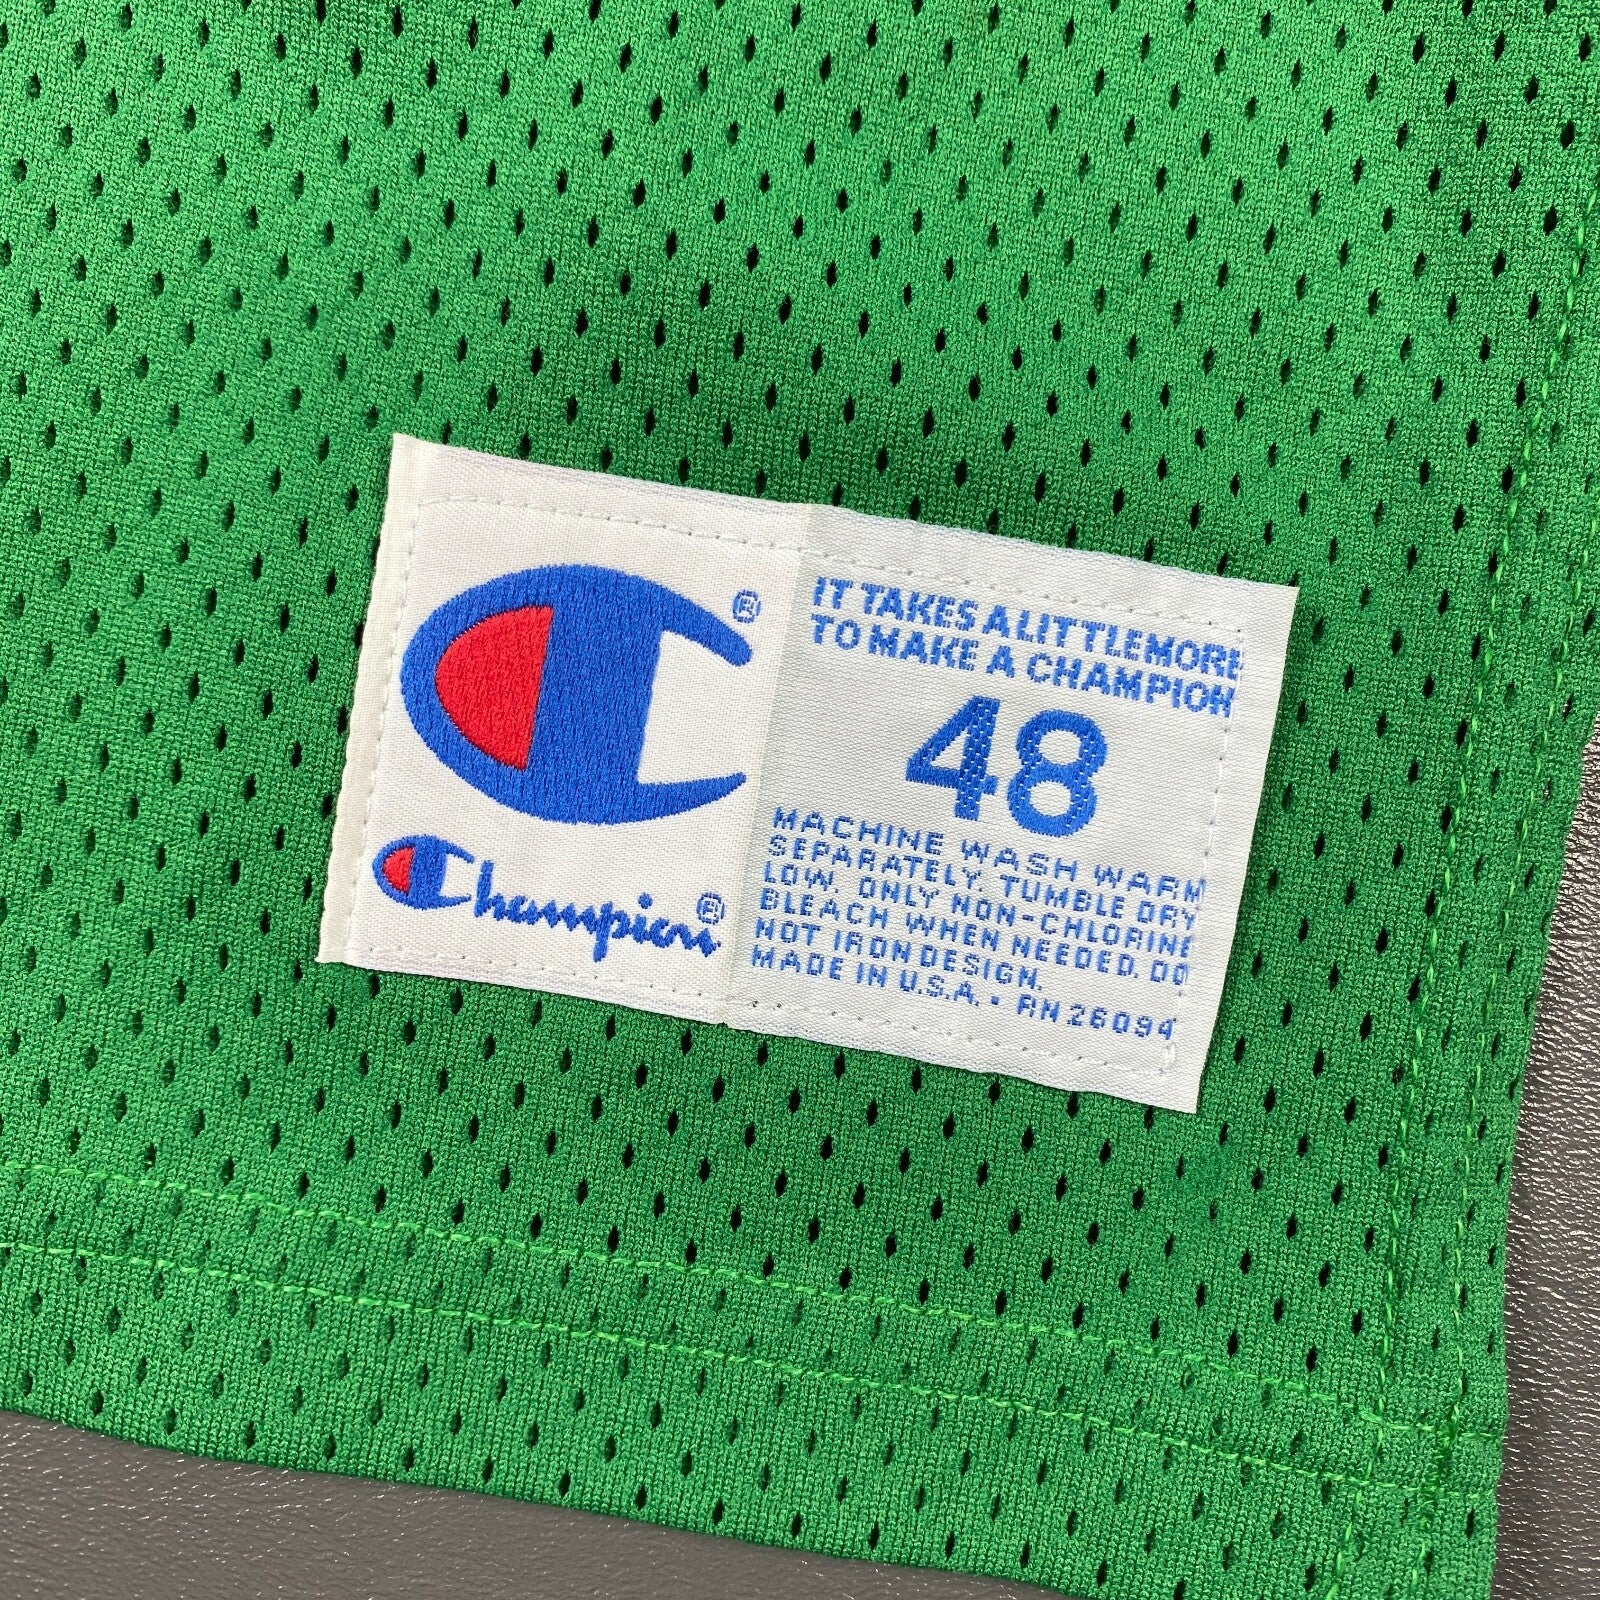 ®
Champion®
IT TAKES A LITTLE MORE
TO MAKE A CHAMPION
48
MACHINE WASH WARM
SEPARATELY. TUMBLE DRY
LOW. ONLY NON-CHLORINE
BLEACH WHEN NEEDED. DO
NOT IRON DESIGN.
MADE IN U.S.A. • RN 26094